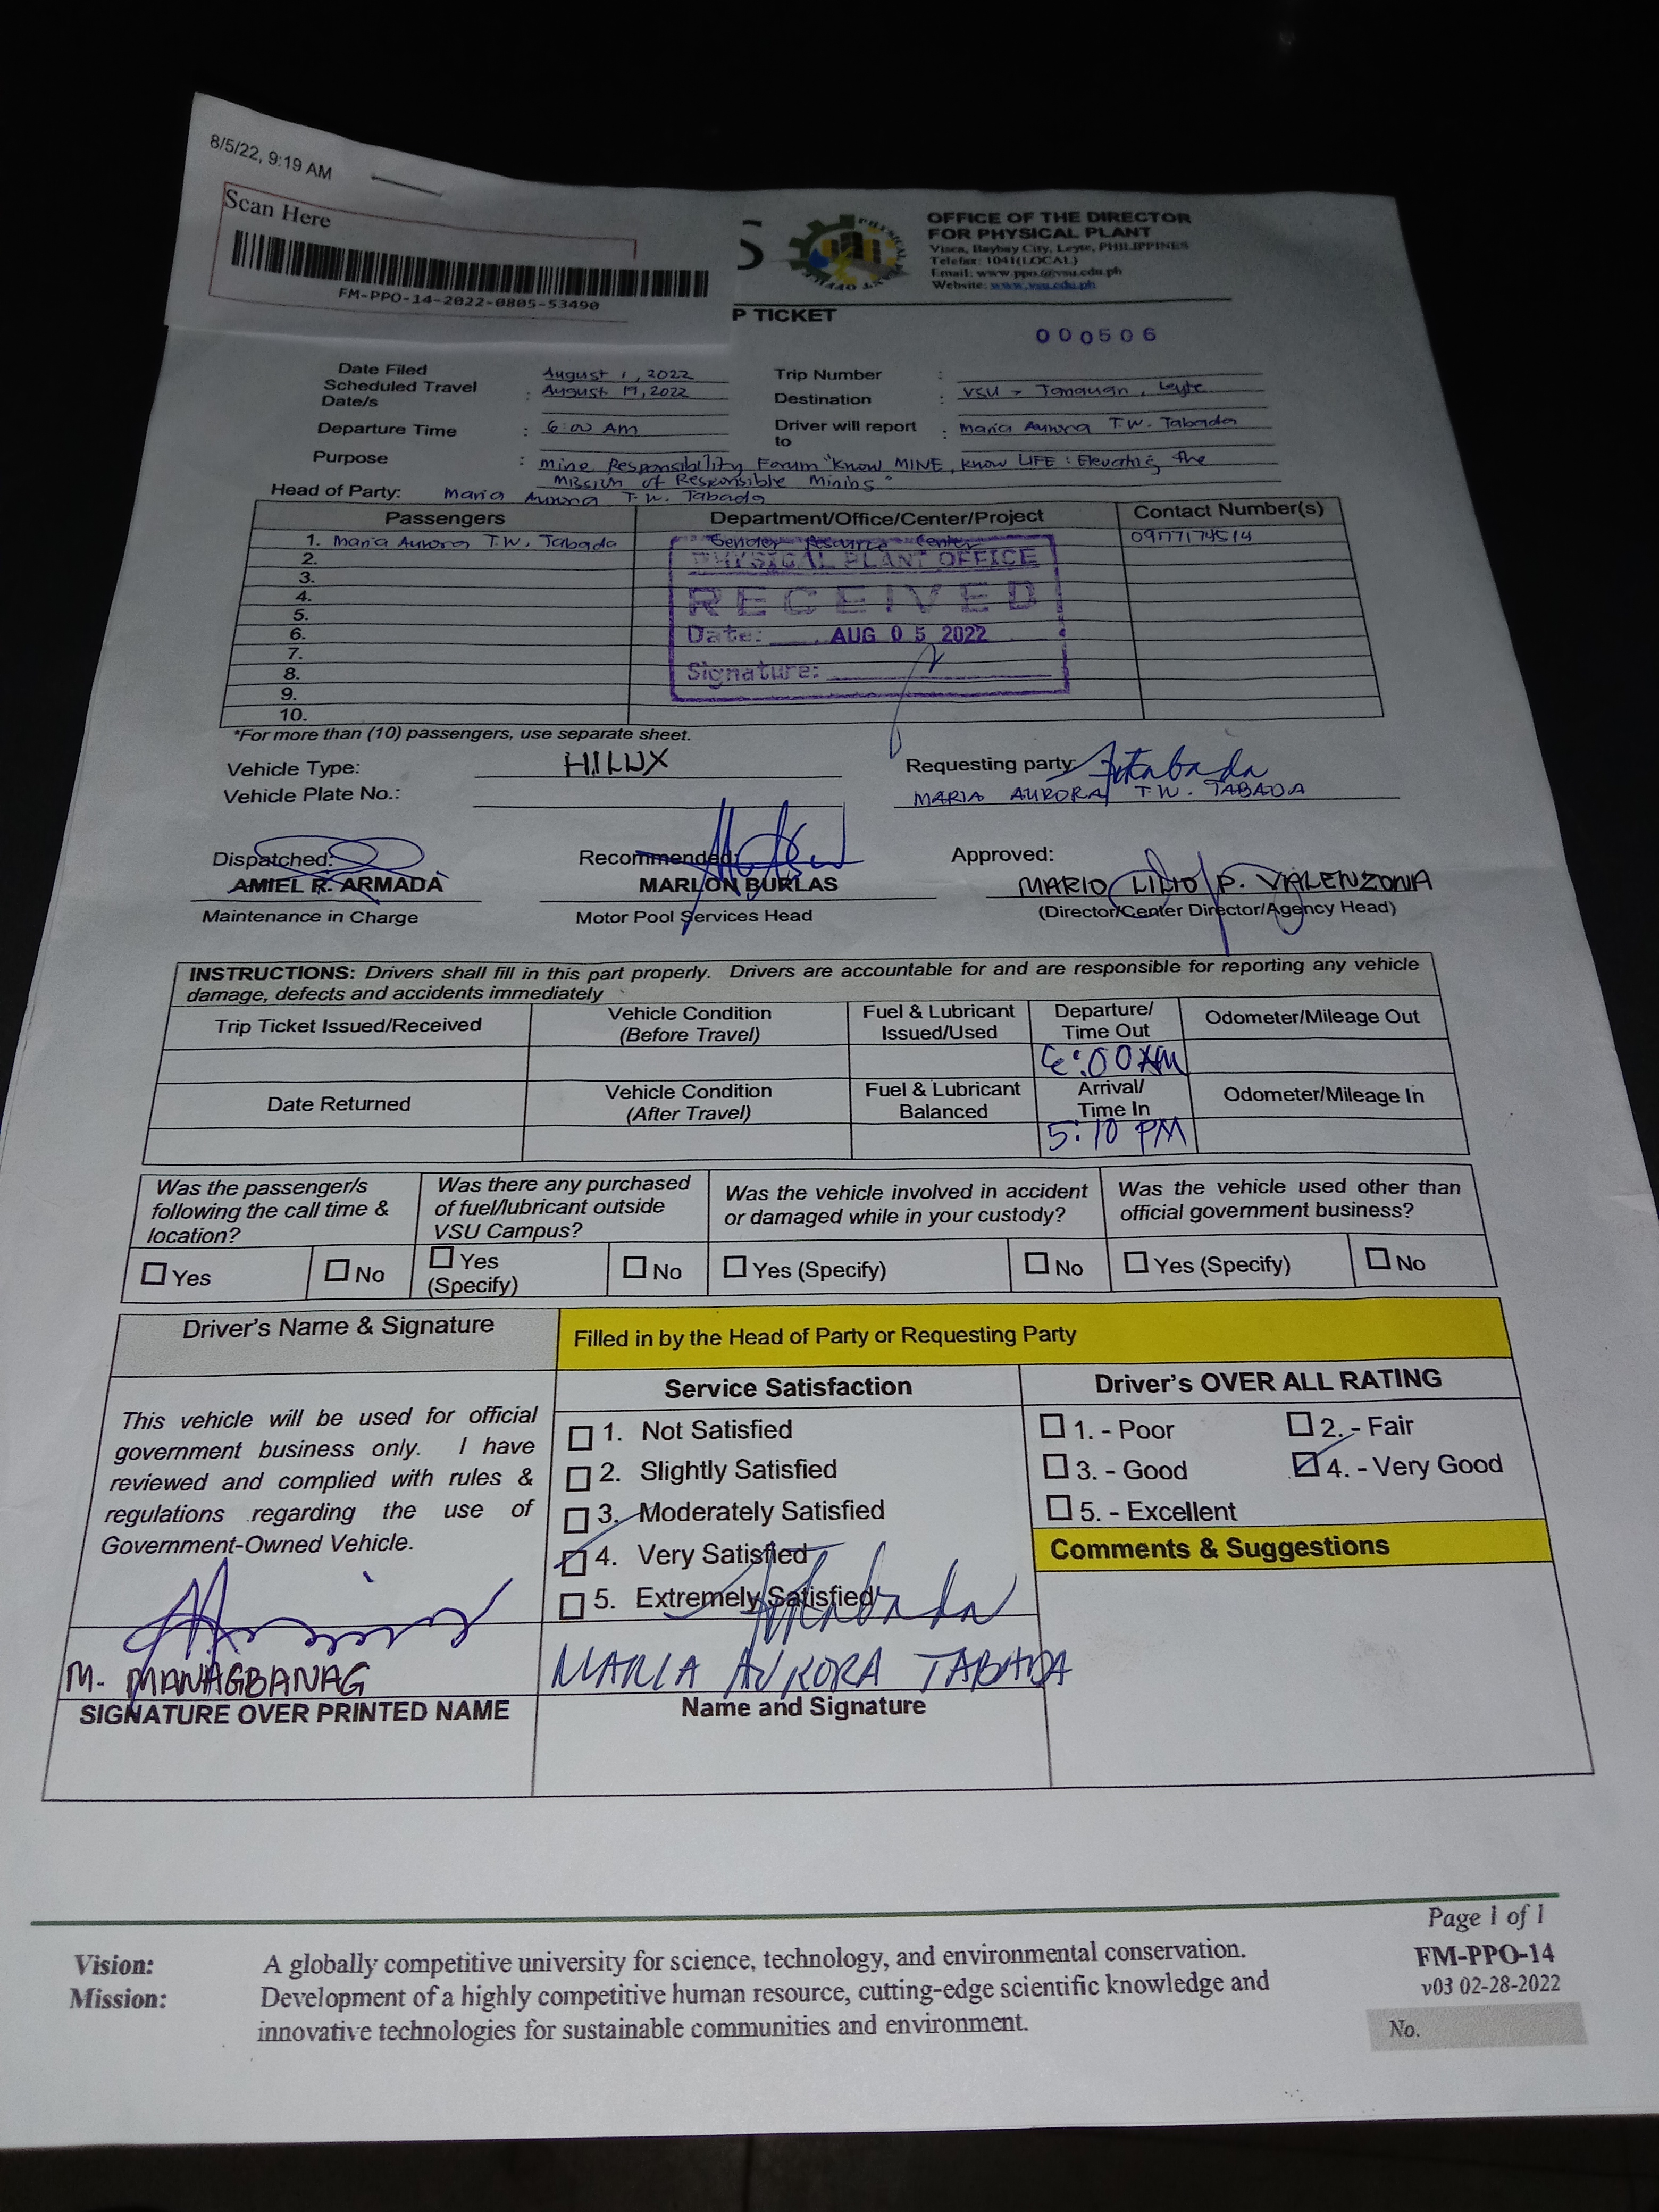 8/5/22, 9:19 AM
Scan Here
FM-PPO-14-2022-0805-53490
S
OFFICE OF THE DIRECTOR
FOR PHYSICAL PLANT
Visca, Baybay City, Leyte, PHILIPPINES
Telefax: 1041(LOCAL)
Email: www.ppo.@vsu.edu.ph
Website: www.vsu.edu.ph
P TICKET
000506
Date Filed August 1, 2022 Trip Number :
Scheduled Travel Date/s : August 19, 2022 Destination : VSU - Tanauan, Leyte
Departure Time : 6:00 AM Driver will report to : Maria Aurora T.W. Tabada
Purpose : Mine Responsibility Forum "Know MINE, Know LIFE : Elevating the
Mission of Responsible Mining"
Head of Party: Maria Aurora T.W. Tabada
Passengers Department/Office/Center/Project Contact Number(s)
1. Maria Aurora T.W. Tabada Gender Resource Center 0977174514
2.
3.
4.
5.
6.
7.
8.
9.
10.
PHYSICAL PLANT OFFICE
RECEIVED
Date: AUG 05 2022
Signature:
*For more than (10) passengers, use separate sheet.
Vehicle Type: HILUX Requesting party: Tabada
Vehicle Plate No.: MARIA AURORA T.W. TABADA
Dispatched: Recommended: Approved:
AMIEL R. ARMADA MARLON BURLAS MARIO LILIO P. VALENZONA
Maintenance in Charge Motor Pool Services Head (Director/Center Director/Agency Head)
INSTRUCTIONS: Drivers shall fill in this part properly. Drivers are accountable for and are responsible for reporting any vehicle
damage, defects and accidents immediately
Trip Ticket Issued/Received Vehicle Condition (Before Travel) Fuel & Lubricant Issued/Used Departure/ Time Out Odometer/Mileage Out
6:00 AM
Date Returned Vehicle Condition (After Travel) Fuel & Lubricant Balanced Arrival/ Time In Odometer/Mileage In
5:10 PM
Was the passenger/s following the call time & location? Was there any purchased of fuel/lubricant outside VSU Campus? Was the vehicle involved in accident or damaged while in your custody? Was the vehicle used other than official government business?
Yes No Yes (Specify) No Yes (Specify) No Yes (Specify) No
Driver's Name & Signature Filled in by the Head of Party or Requesting Party
Service Satisfaction Driver's OVER ALL RATING
This vehicle will be used for official
government business only. I have
reviewed and complied with rules &
regulations regarding the use of
Government-Owned Vehicle.
1. Not Satisfied
2. Slightly Satisfied
3. Moderately Satisfied
4. Very Satisfied
5. Extremely Satisfied
1. - Poor 2. - Fair
3. - Good 4. - Very Good
5. - Excellent
Comments & Suggestions
M. MANAGBANAG
SIGNATURE OVER PRINTED NAME
Tabada
MARIA AURORA TABADA
Name and Signature
Page 1 of 1
Vision: A globally competitive university for science, technology, and environmental conservation.
Mission: Development of a highly competitive human resource, cutting-edge scientific knowledge and
innovative technologies for sustainable communities and environment.
FM-PPO-14
v03 02-28-2022
No.